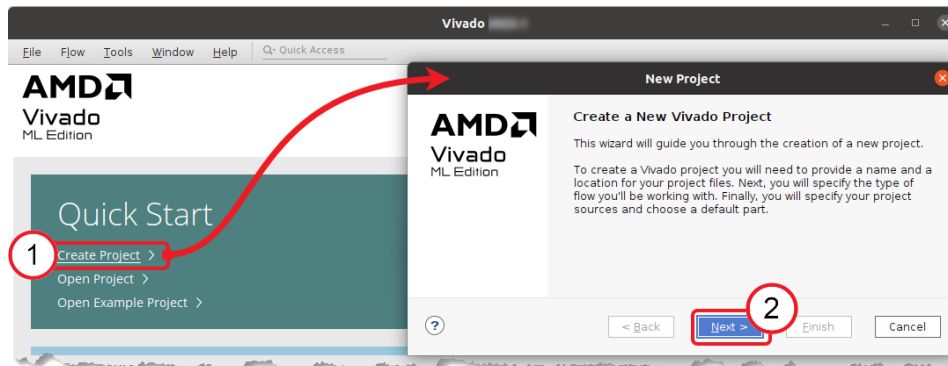 Vivado
File Flow Tools Window Help Q- Quick Access
AMD
Vivado
ML Edition
Quick Start
1
Create Project >
Open Project >
Open Example Project >
New Project
AMD
Vivado
ML Edition
Create a New Vivado Project
This wizard will guide you through the creation of a new project.
To create a Vivado project you will need to provide a name and a
location for your project files. Next, you will specify the type of
flow you'll be working with. Finally, you will specify your project
sources and choose a default part.
2
? < Back Next > Finish Cancel